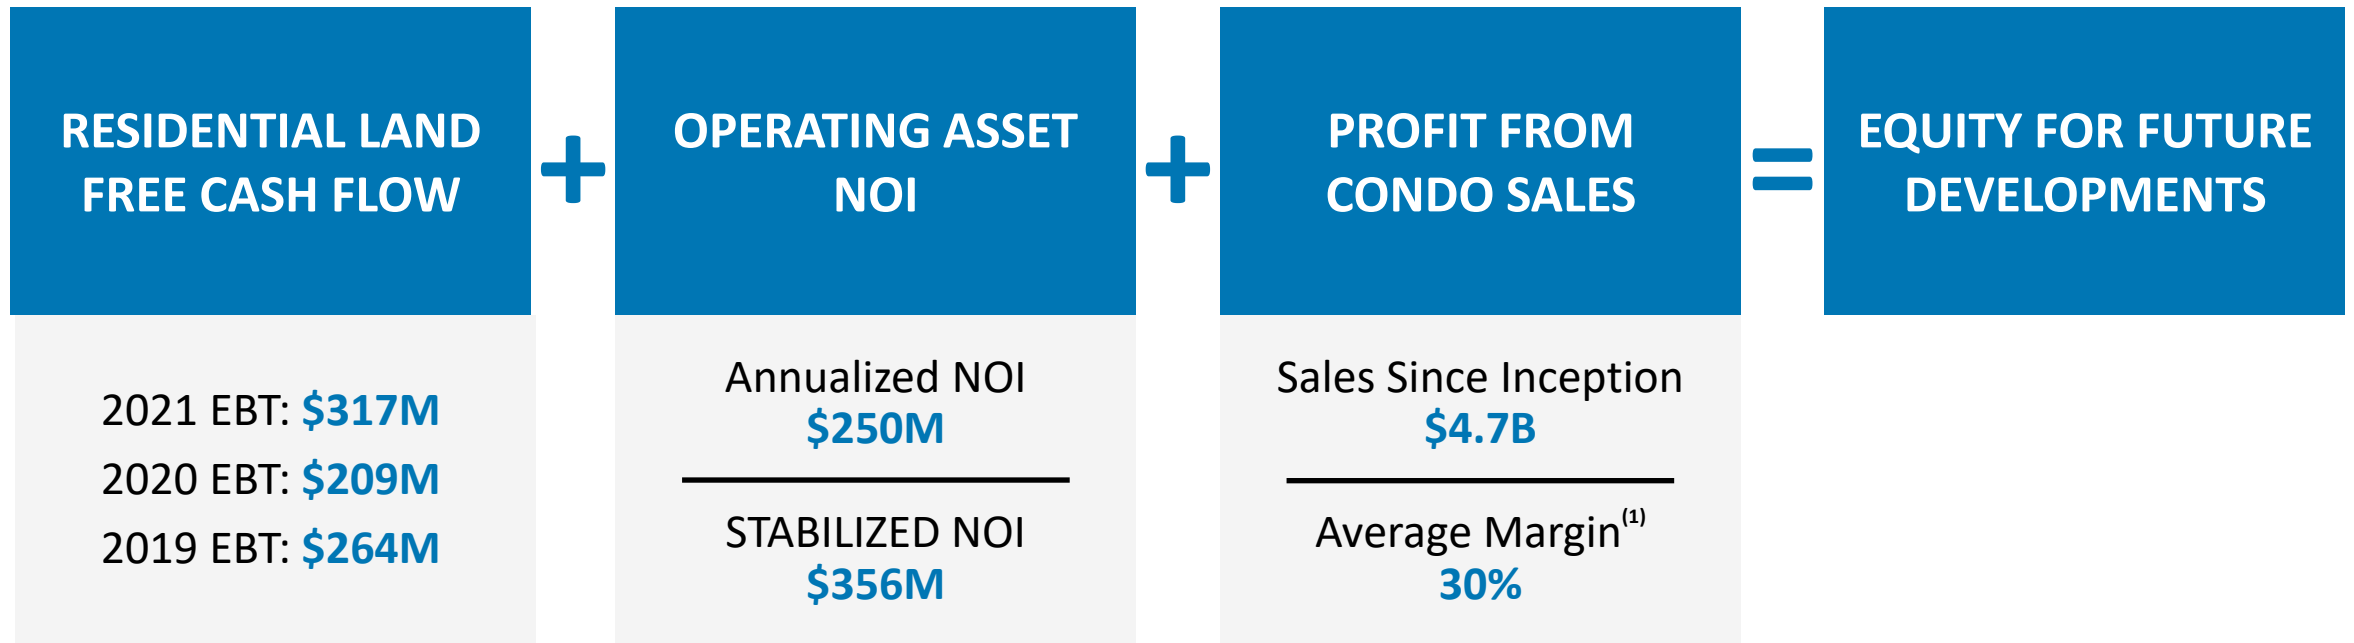 RESIDENTIAL LAND
FREE CASH FLOW
+
OPERATING ASSET
NOI
+
PROFIT FROM
CONDO SALES
=
EQUITY FOR FUTURE
DEVELOPMENTS
2021 EBT: $317M
2020 EBT: $209M
2019 EBT: $264M
Annualized NOI
$250M
STABILIZED NOI
$356M
Sales Since Inception
$4.7B
Average Margin(1)
30%